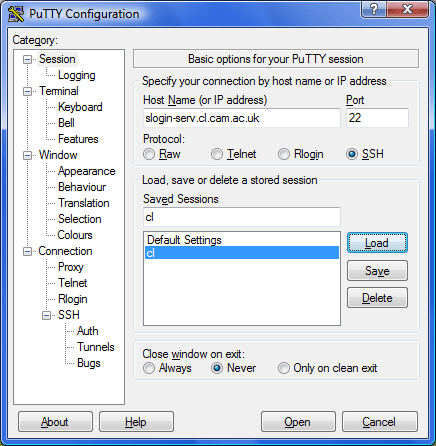 PuTTY Configuration
Category:
Session
Logging
Terminal
Keyboard
Bell
Features
Window
Appearance
Behaviour
Translation
Selection
Colours
Connection
Proxy
Telnet
Rlogin
SSH
Auth
Tunnels
Bugs
Basic options for your PuTTY session
Specify your connection by host name or IP address
Host Name (or IP address) Port
slogin-serv.cl.cam.ac.uk 22
Protocol:
Raw Telnet Rlogin SSH
Load, save or delete a stored session
Saved Sessions
cl
Default Settings
cl
Load
Save
Delete
Close window on exit:
Always Never Only on clean exit
About Help Open Cancel